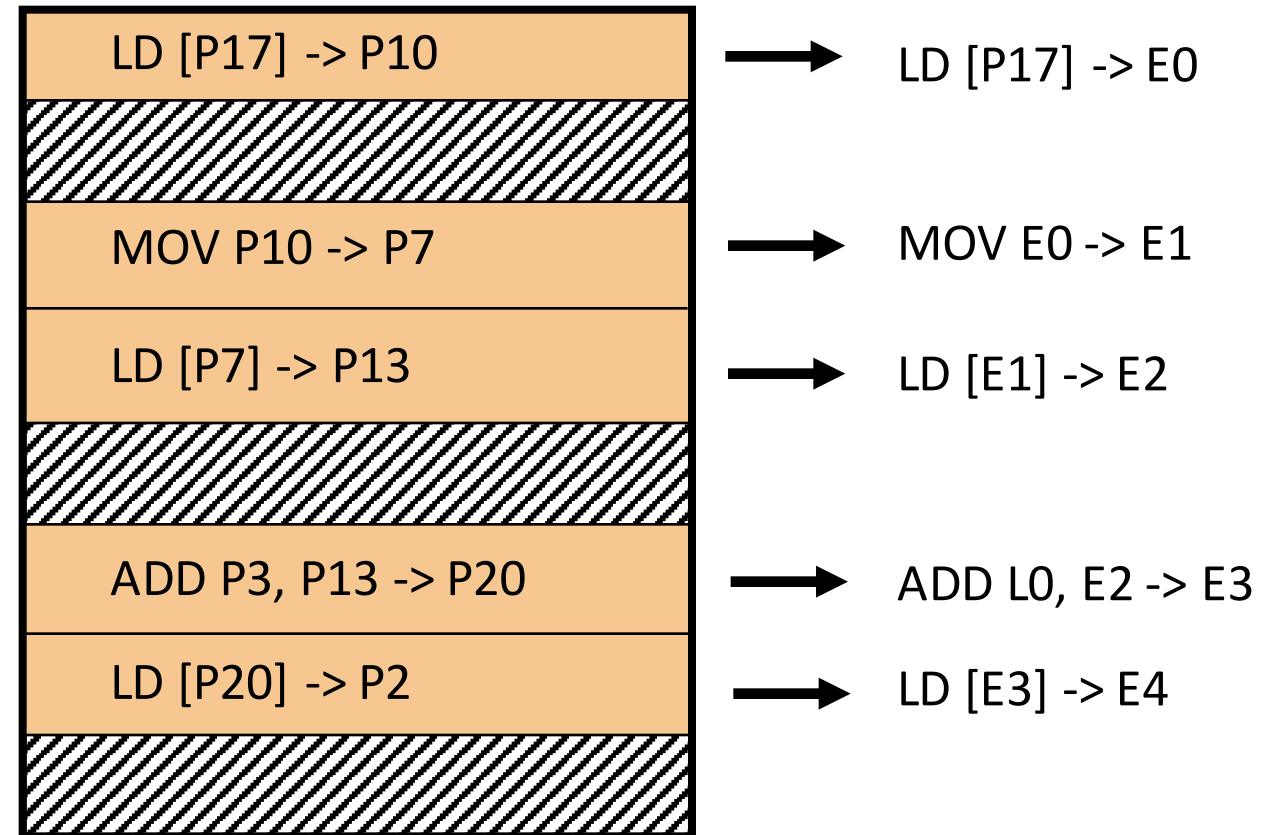 LD [P17] -> P10
LD [P17] -> E0
MOV P10 -> P7
MOV E0 -> E1
LD [P7] -> P13
LD [E1] -> E2
ADD P3, P13 -> P20
ADD L0, E2 -> E3
LD [P20] -> P2
LD [E3] -> E4